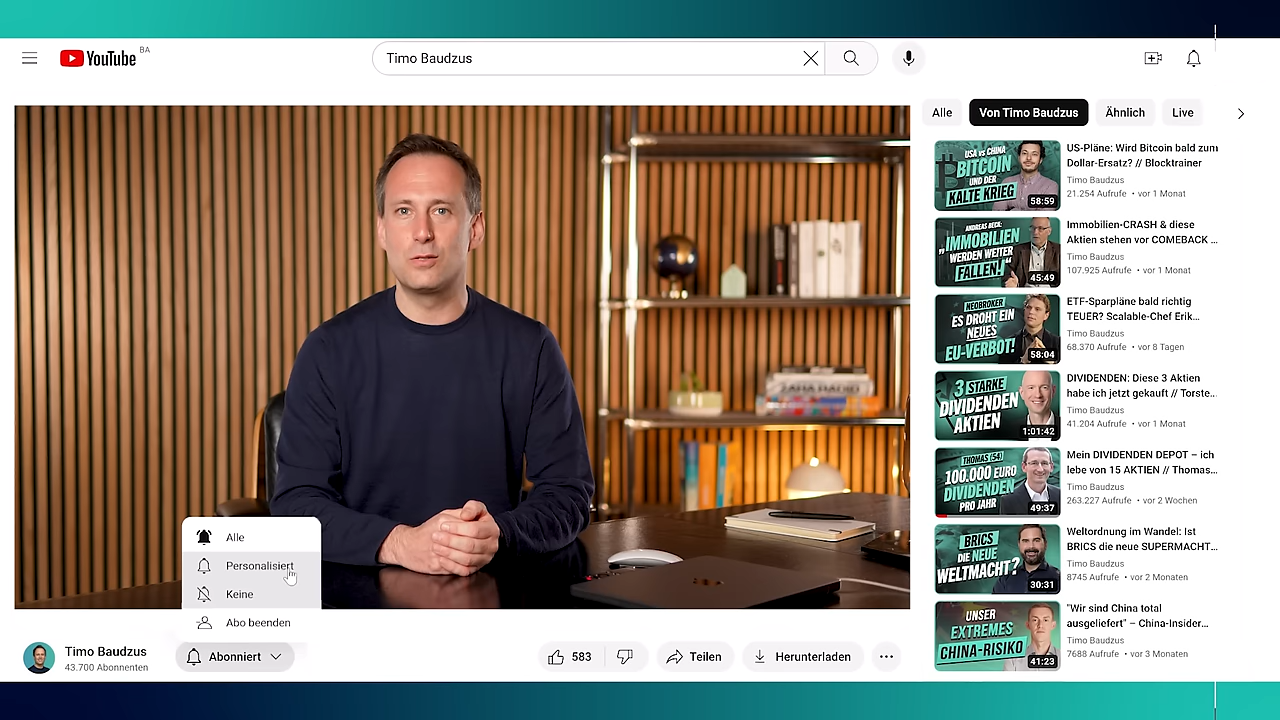 YouTube BA
Timo Baudzus
Alle
Von Timo Baudzus
Ähnlich
Live
USA vs CHINA
BITCOIN
UND DER
KALTE KRIEG
58:59
US-Pläne: Wird Bitcoin bald zum
Dollar-Ersatz? // Blocktrainer
Timo Baudzus
21.254 Aufrufe • vor 1 Monat
ANDREAS BECK:
„IMMOBILIEN
WERDEN WEITER
FALLEN!“
45:49
Immobilien-CRASH & diese
Aktien stehen vor COMEBACK ...
Timo Baudzus
107.925 Aufrufe • vor 1 Monat
NEOBROKER
ES DROHT EIN
NEUES
EU-VERBOT!
58:04
ETF-Sparpläne bald richtig
TEUER? Scalable-Chef Erik...
Timo Baudzus
68.370 Aufrufe • vor 8 Tagen
3 STARKE
DIVIDENDEN
AKTIEN
1:01:42
DIVIDENDEN: Diese 3 Aktien
habe ich jetzt gekauft // Torste...
Timo Baudzus
41.204 Aufrufe • vor 1 Monat
THOMAS (54)
100.000 EURO
DIVIDENDEN
PRO JAHR
49:37
Mein DIVIDENDEN DEPOT – ich
lebe von 15 AKTIEN // Thomas...
Timo Baudzus
263.227 Aufrufe • vor 2 Wochen
BRICS
DIE NEUE
WELTMACHT?
30:31
Weltordnung im Wandel: Ist
BRICS die neue SUPERMACHT...
Timo Baudzus
8745 Aufrufe • vor 2 Monaten
UNSER
EXTREMES
CHINA-RISIKO
41:23
"Wir sind China total
ausgeliefert" – China-Insider...
Timo Baudzus
7688 Aufrufe • vor 3 Monaten
ZAHA HADID
Alle
Personalisiert
Keine
Abo beenden
Timo Baudzus
43.700 Abonnenten
Abonniert
583
Teilen
Herunterladen